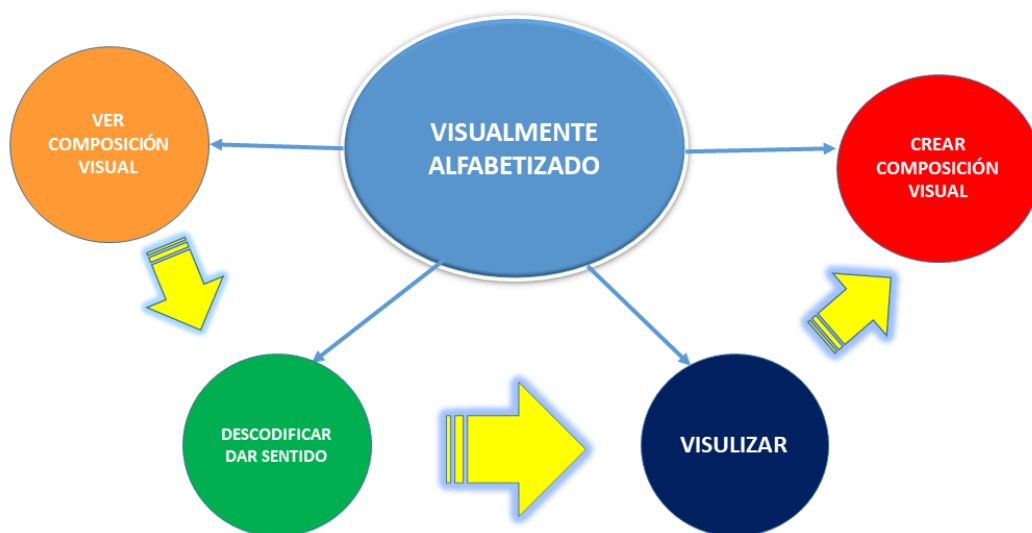 VISUALMENTE
ALFABETIZADO
VER
COMPOSICIÓN
VISUAL
CREAR
COMPOSICIÓN
VISUAL
DESCODIFICAR
DAR SENTIDO
VISULIZAR